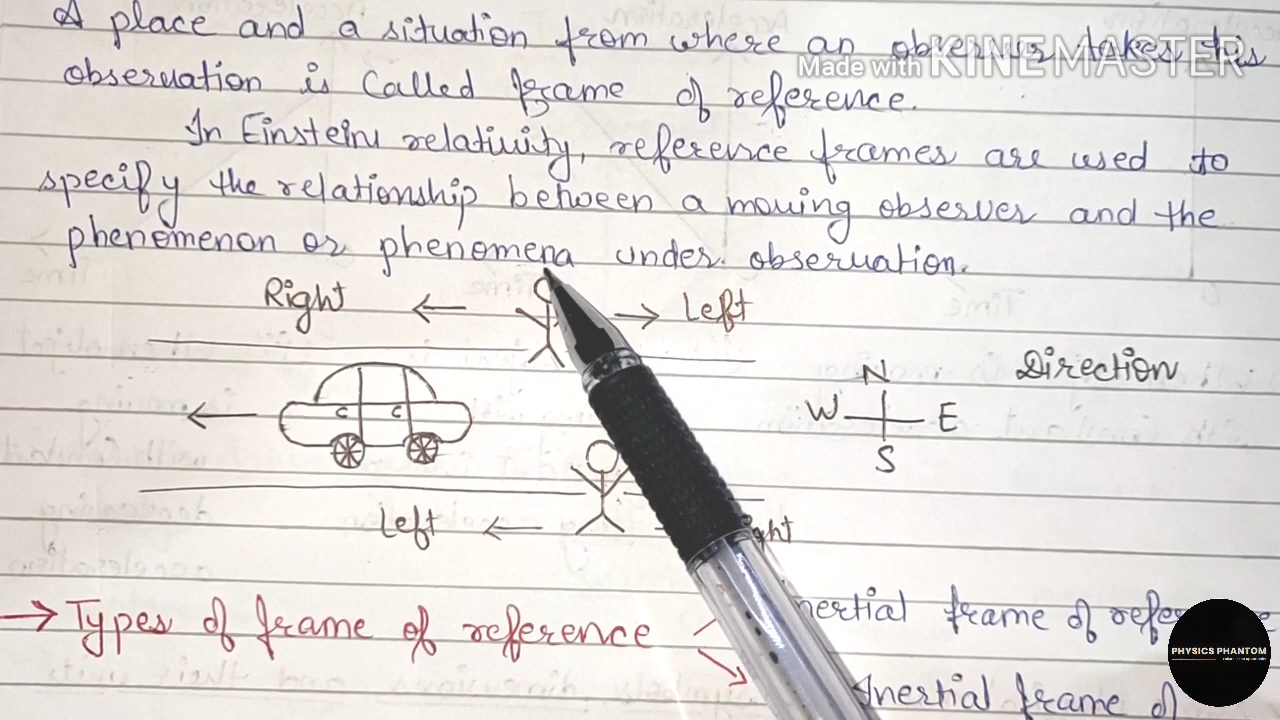 A place and a situation from where an observer takes his
Made with KINEMASTER
observation is Called frame of reference.
In Einstein relativity, reference frames are used to
specify the relationship between a moving observer and the
phenomenon or phenomena under observation.
Right ← → Left
Direction
N
W E
S
C C
Left ←
→ Types of frame of reference
nertial frame of refe
Inertial frame of
PHYSICS PHANTOM